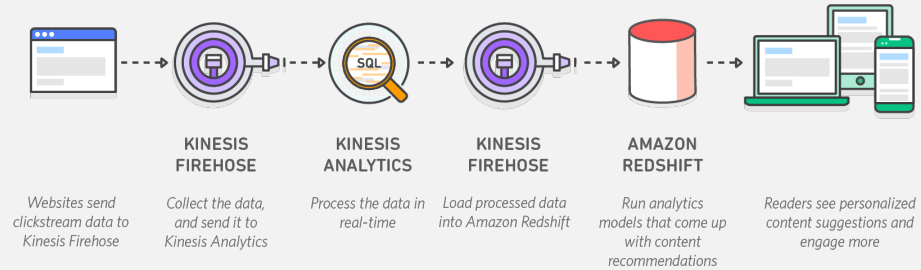 SQL
KINESIS
FIREHOSE
KINESIS
ANALYTICS
KINESIS
FIREHOSE
AMAZON
REDSHIFT
Websites send
clickstream data to
Kinesis Firehose
Collect the data,
and send it to
Kinesis Analytics
Process the data in
real-time
Load processed data
into Amazon Redshift
Run analytics
models that come up
with content
recommendations
Readers see personalized
content suggestions and
engage more